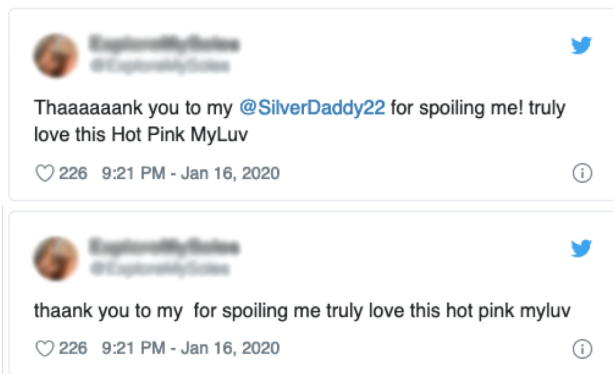 Thaaaaaank you to my @SilverDaddy22 for spoiling me! truly
love this Hot Pink MyLuv
226 9:21 PM - Jan 16, 2020
thaank you to my for spoiling me truly love this hot pink myluv
226 9:21 PM - Jan 16, 2020